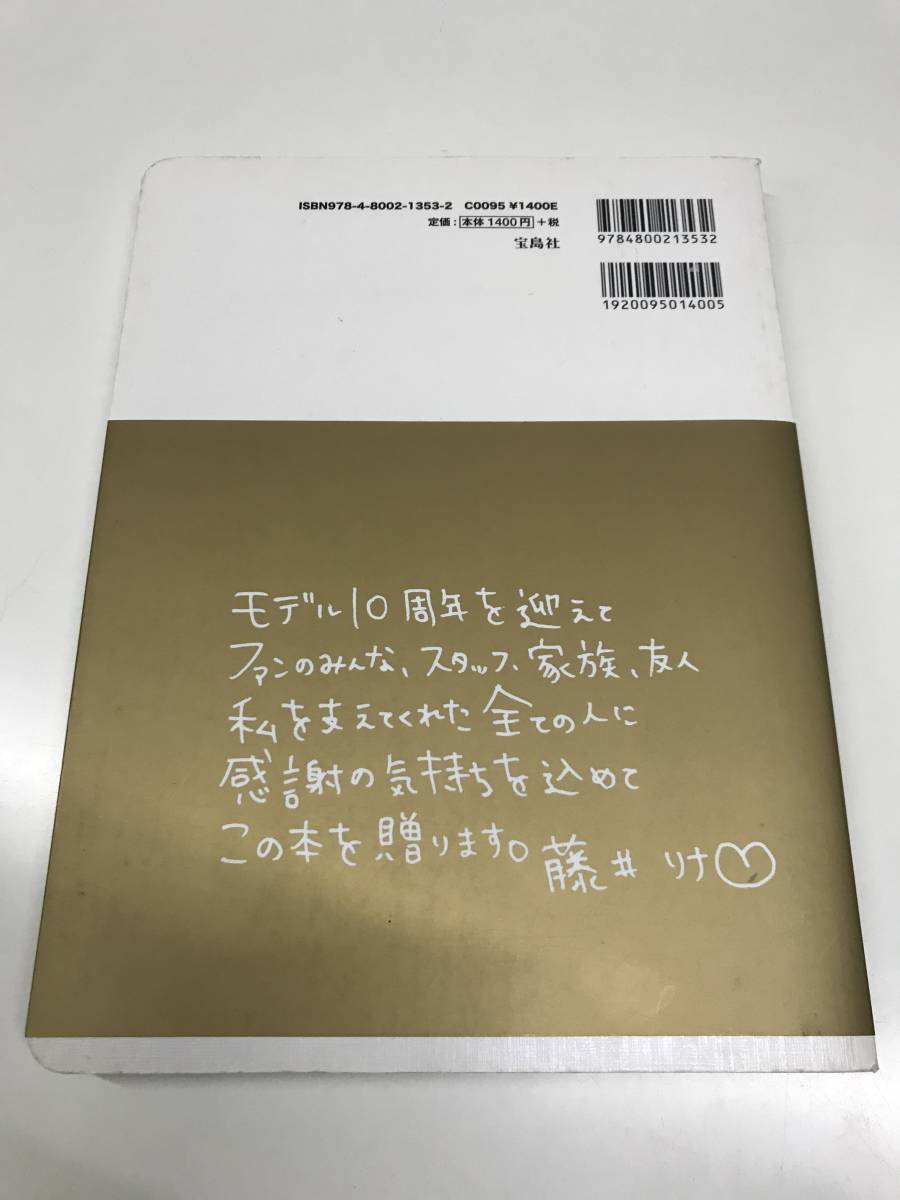 ISBN978-4-8002-1353-2 C0095 ¥1400E
定価:本体1400円+税
宝島社
9784800213532
1920095014005
モデル10周年を迎えて
ファンのみんな、スタッフ、家族、友人
私を支えてくれた全ての人に
感謝の気持ちを込めて
この本を贈ります。
藤井リナ♡